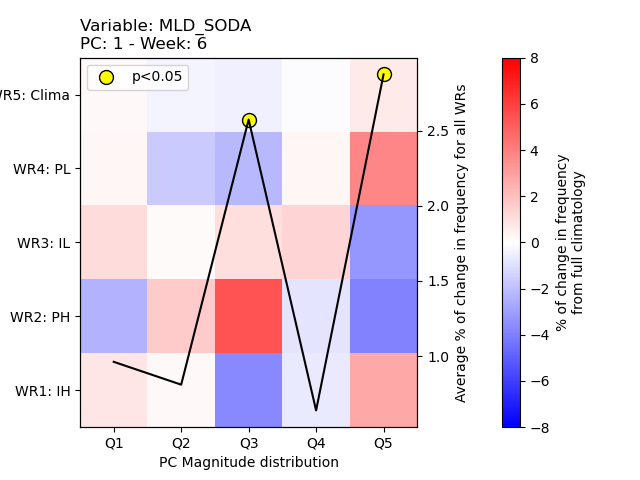 Variable: MLD_SODA
PC: 1 - Week: 6
p<0.05
WR5: Clima
WR4: PL
WR3: IL
WR2: PH
WR1: IH
Q1 Q2 Q3 Q4 Q5
PC Magnitude distribution
2.5
2.0
1.5
1.0
Average % of change in frequency for all WRs
8
6
4
2
0
−2
−4
−6
−8
% of change in frequency
from full climatology